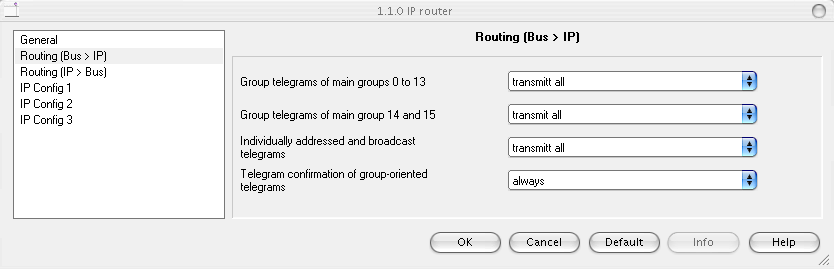 1.1.0 IP router
General
Routing (Bus > IP)
Routing (IP > Bus)
IP Config 1
IP Config 2
IP Config 3
Routing (Bus > IP)
Group telegrams of main groups 0 to 13
transmitt all
Group telegrams of main group 14 and 15
transmit all
Individually addressed and broadcast
telegrams
transmitt all
Telegram confirmation of group-oriented
telegrams
always
OK
Cancel
Default
Info
Help